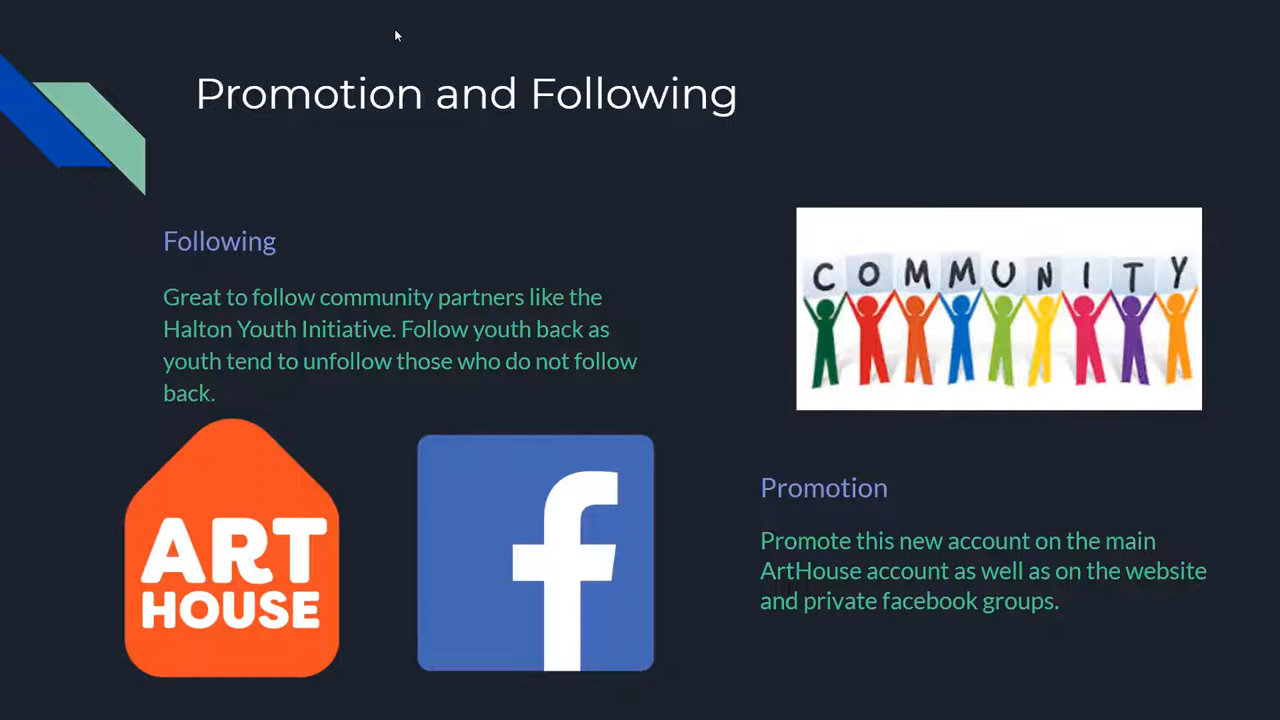 Promotion and Following
Following
Great to follow community partners like the
Halton Youth Initiative. Follow youth back as
youth tend to unfollow those who do not follow
back.
COMMUNITY
ART
HOUSE
f
Promotion
Promote this new account on the main
ArtHouse account as well as on the website
and private facebook groups.